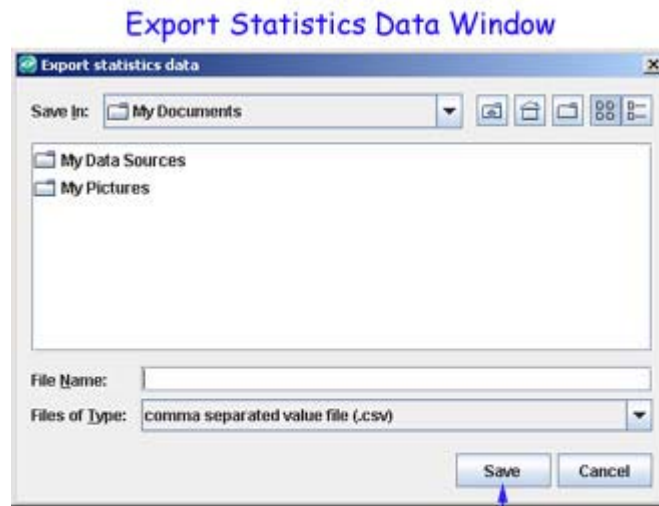 Export Statistics Data Window
Export statistics data
Save In: My Documents
My Data Sources
My Pictures
File Name:
Files of Type: comma separated value file (.csv)
Save Cancel